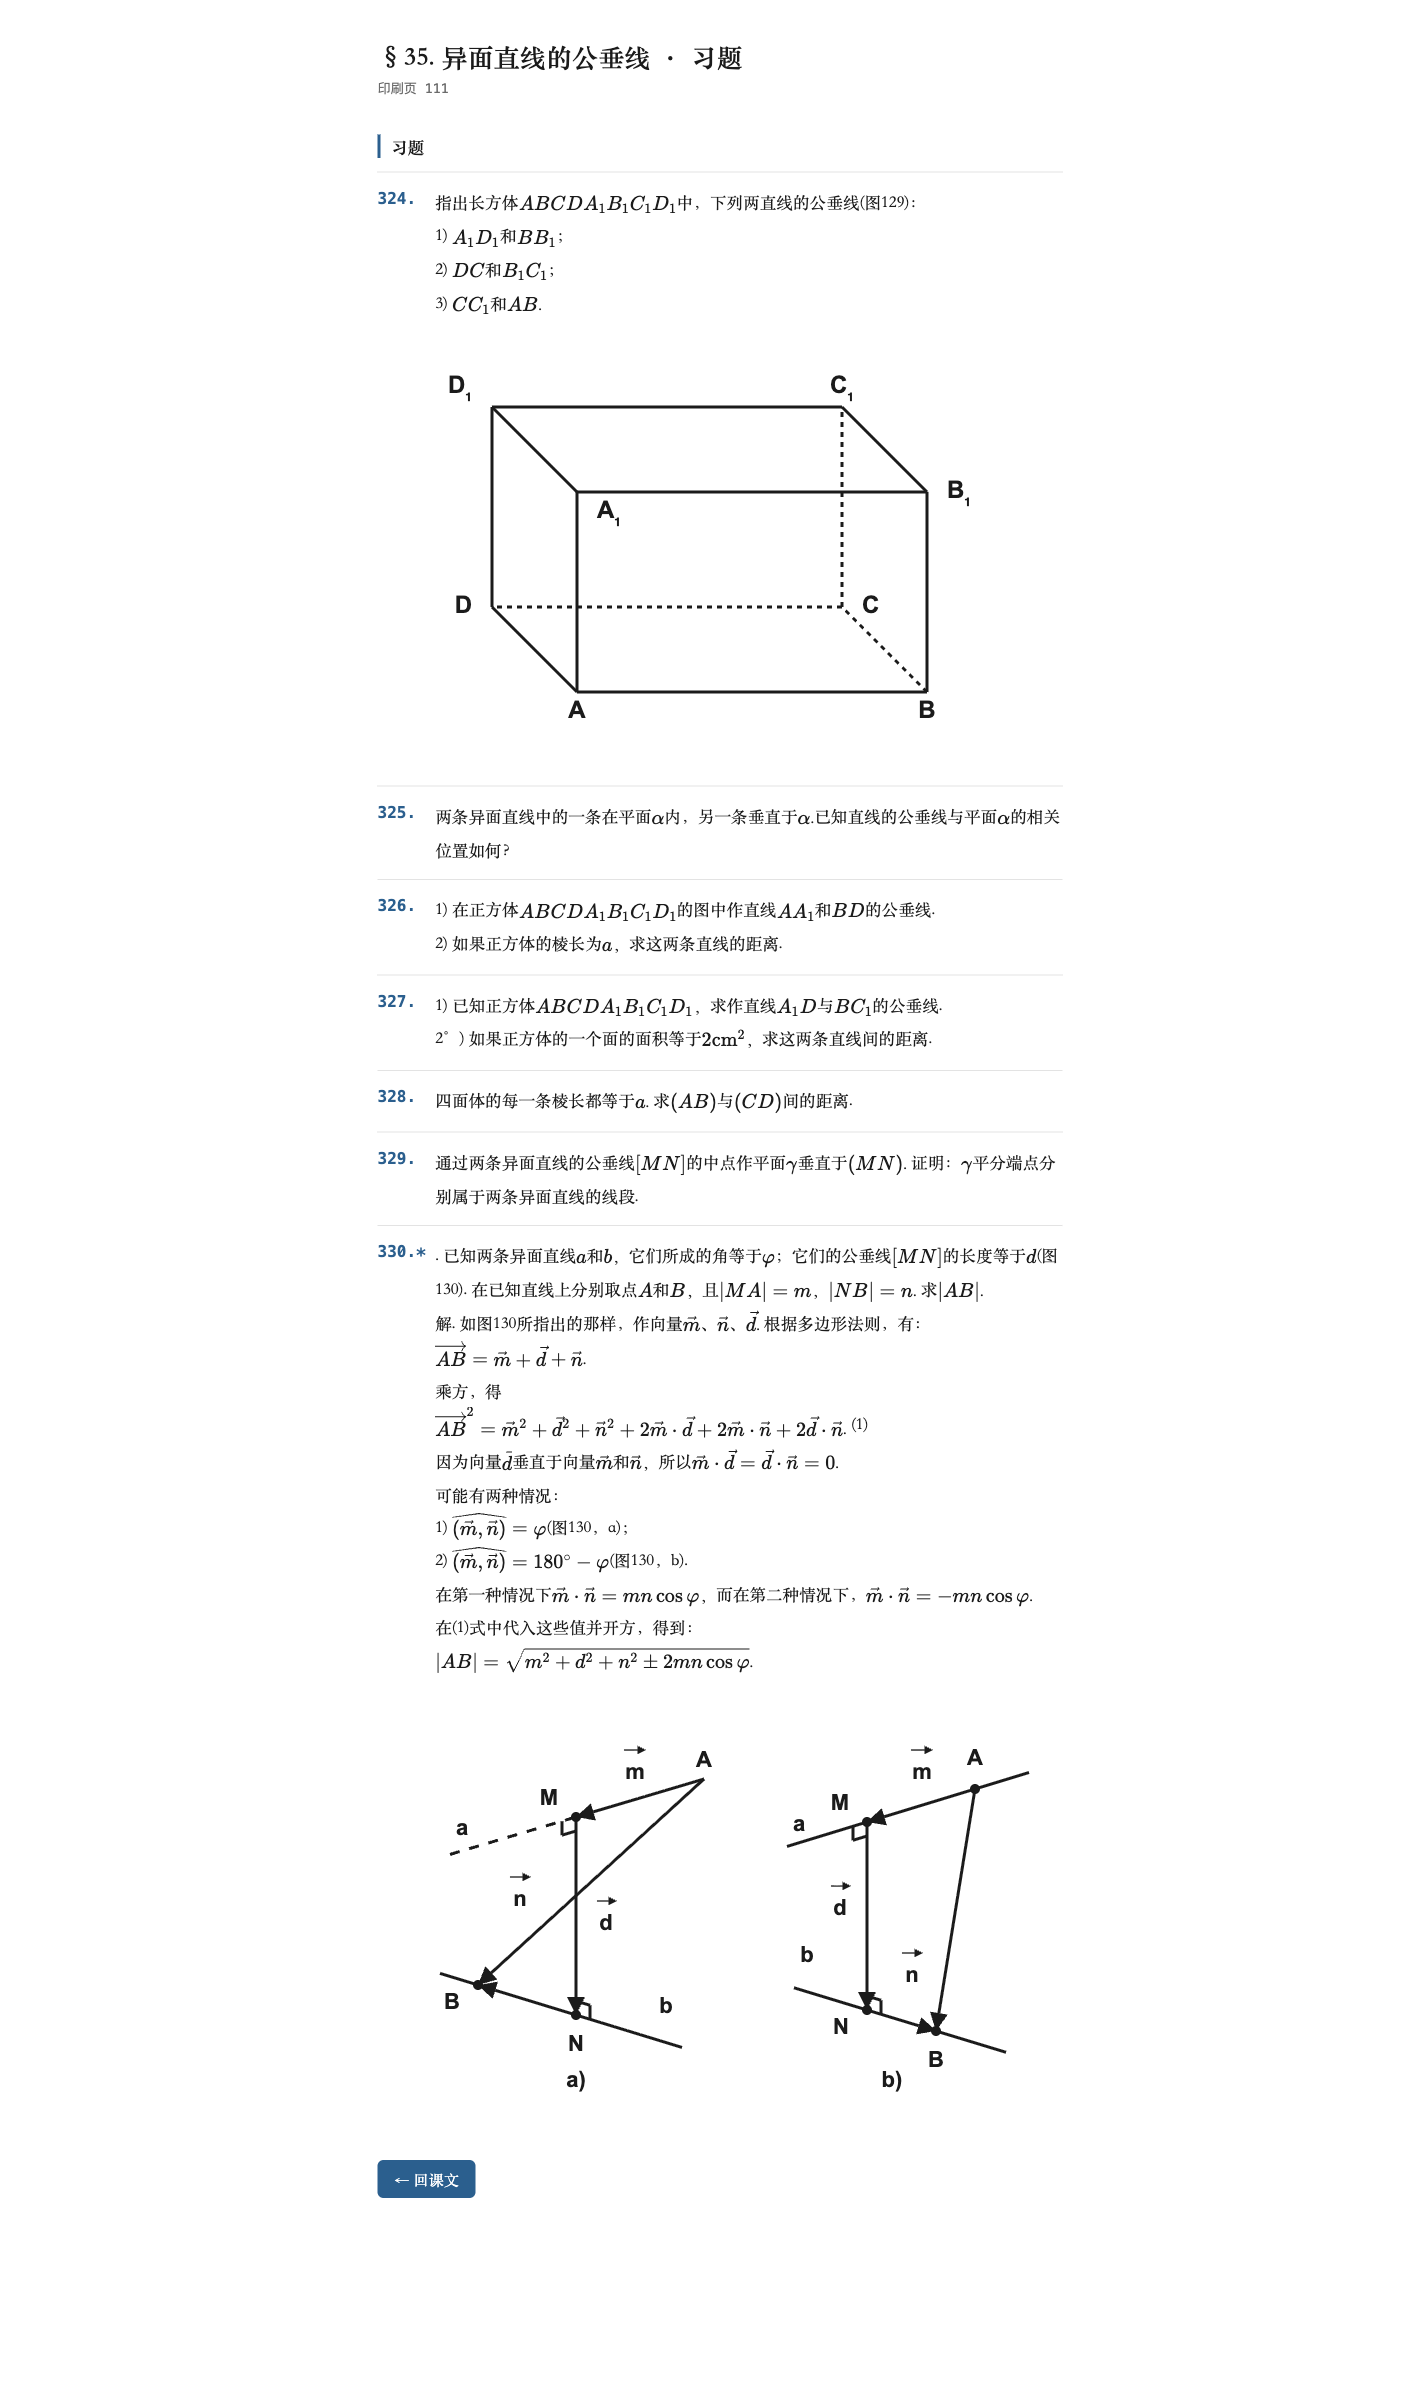 § 35. 异面直线的公垂线 · 习题
印刷页 111
习题
324. 指出长方体ABCDA₁B₁C₁D₁中，下列两直线的公垂线(图129)：
1) A₁D₁和BB₁；
2) DC和B₁C₁；
3) CC₁和AB.
D₁ C₁
B₁
A₁
D C
A B
325. 两条异面直线中的一条在平面α内，另一条垂直于α.已知直线的公垂线与平面α的相关
位置如何？
326. 1) 在正方体ABCDA₁B₁C₁D₁的图中作直线AA₁和BD的公垂线.
2) 如果正方体的棱长为a，求这两条直线的距离.
327. 1) 已知正方体ABCDA₁B₁C₁D₁，求作直线A₁D与BC₁的公垂线.
2°）如果正方体的一个面的面积等于2cm²，求这两条直线间的距离.
328. 四面体的每一条棱长都等于a. 求(AB)与(CD)间的距离.
329. 通过两条异面直线的公垂线[MN]的中点作平面γ垂直于(MN). 证明：γ平分端点分
别属于两条异面直线的线段.
330.* . 已知两条异面直线a和b，它们所成的角等于φ；它们的公垂线[MN]的长度等于d(图
130). 在已知直线上分别取点A和B，且|MA| = m，|NB| = n. 求|AB|.
解. 如图130所指出的那样，作向量m⃗、n⃗、d⃗. 根据多边形法则，有：
\overrightarrow{AB} = m⃗ + d⃗ + n⃗.
乘方，得
\overrightarrow{AB}² = m⃗² + d⃗² + n⃗² + 2m⃗ · d⃗ + 2m⃗ · n⃗ + 2d⃗ · n⃗. (1)
因为向量d̄垂直于向量m⃗和n⃗，所以m⃗ · d⃗ = d⃗ · n⃗ = 0.
可能有两种情况：
1) \widehat{(m⃗, n⃗)} = φ(图130，a)；
2) \widehat{(m⃗, n⃗)} = 180° − φ(图130，b).
在第一种情况下m⃗ · n⃗ = mn cos φ，而在第二种情况下，m⃗ · n⃗ = −mn cos φ.
在(1)式中代入这些值并开方，得到：
|AB| = √(m² + d² + n² ± 2mn cos φ).
m⃗ A
M
a
n⃗
d⃗
B b
N
a)
m⃗ A
M
a
d⃗
b
n⃗
N
B
b)
← 回课文